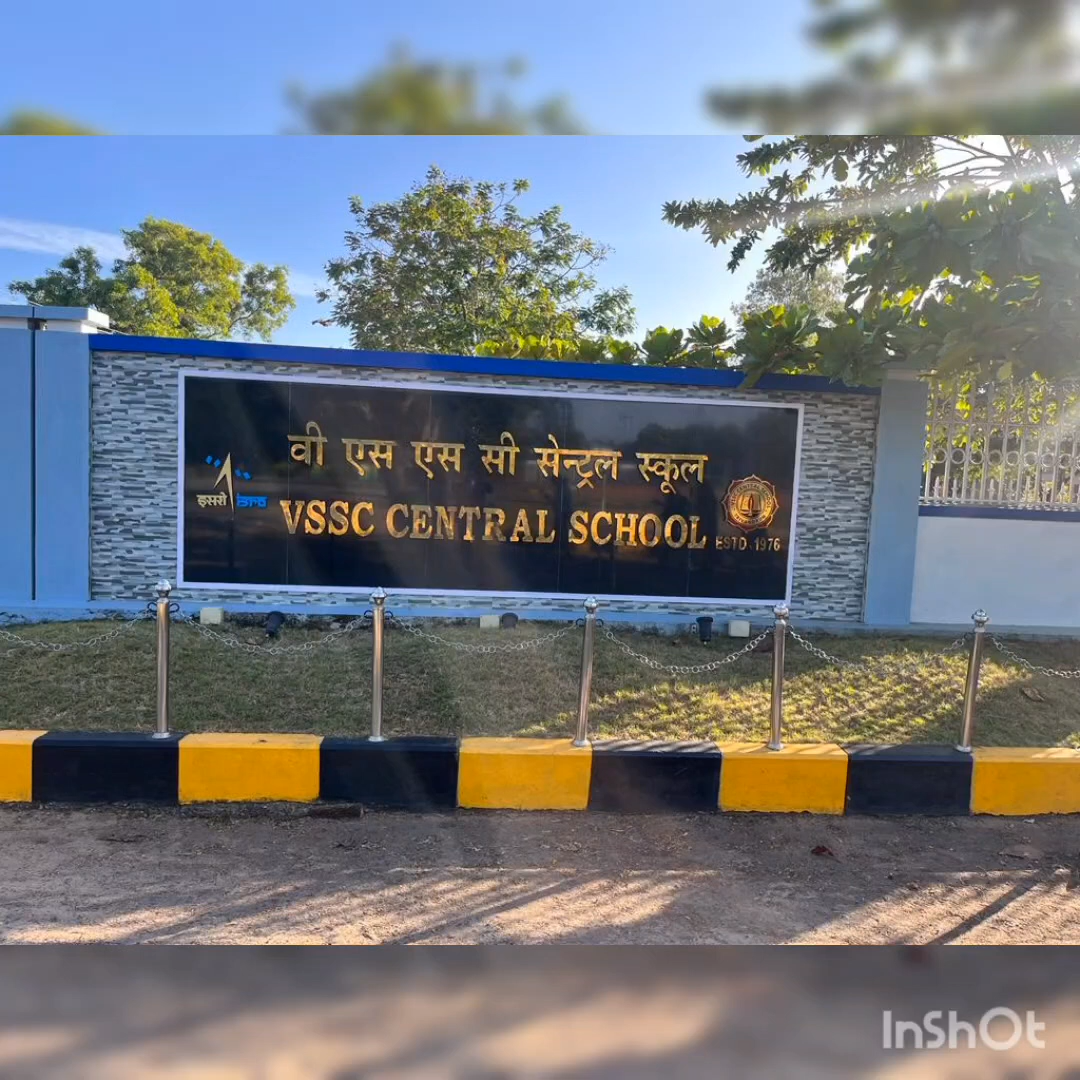 वी एस एस सी सेन्ट्रल स्कूल
इसरो isro
VSSC CENTRAL SCHOOL
ESTD. 1976
InShOt